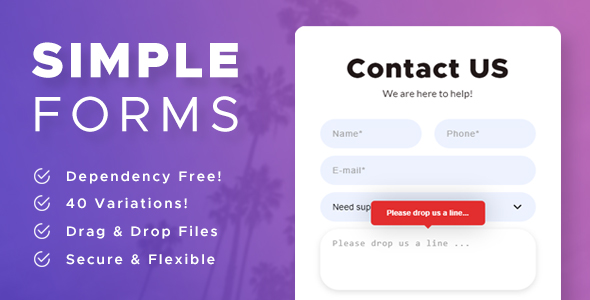 SIMPLE
FORMS
Dependency Free!
40 Variations!
Drag & Drop Files
Secure & Flexible
Contact US
We are here to help!
Name*
Phone*
E-mail*
Need sup
Please drop us a line...
Please drop us a line ...